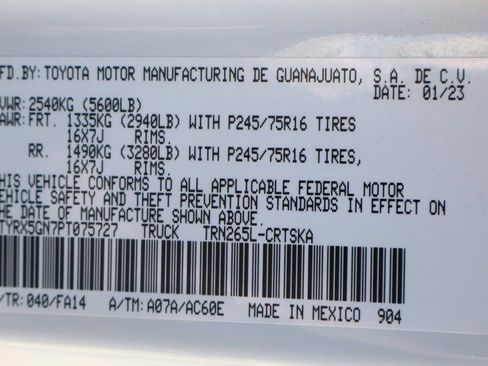 FD.BY: TOYOTA MOTOR MANUFACTURING DE GUANAJUATO, S.A. DE C.V.
DATE: 01/23
VWR: 2540KG (5600LB)
AWR: FRT. 1335KG (2940LB) WITH P245/75R16 TIRES
16X7J RIMS.
RR. 1490KG (3280LB) WITH P245/75R16 TIRES,
16X7J RIMS.
HIS VEHICLE CONFORMS TO ALL APPLICABLE FEDERAL MOTOR
VEHICLE SAFETY AND THEFT PREVENTION STANDARDS IN EFFECT ON
THE DATE OF MANUFACTURE SHOWN ABOVE.
TYRX5GN7PT075727 TRUCK TRN265L-CRTSKA
/TR: 040/FA14 A/TM: A07A/AC60E MADE IN MEXICO 904